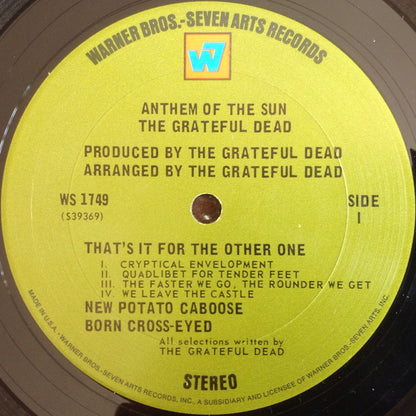 WARNER BROS.-SEVEN ARTS RECORDS
W7
ANTHEM OF THE SUN
THE GRATEFUL DEAD
PRODUCED BY THE GRATEFUL DEAD
ARRANGED BY THE GRATEFUL DEAD
WS 1749
(S39369)
SIDE
1
THAT'S IT FOR THE OTHER ONE
I. CRYPTICAL ENVELOPMENT
II. QUADLIBET FOR TENDER FEET
III. THE FASTER WE GO, THE ROUNDER WE GET
IV. WE LEAVE THE CASTLE
NEW POTATO CABOOSE
BORN CROSS-EYED
All selections written by
THE GRATEFUL DEAD
STEREO
MADE IN U.S.A. • WARNER BROS.-SEVEN ARTS RECORDS, INC., A SUBSIDIARY AND LICENSEE OF WARNER BROS.-SEVEN ARTS, INC.